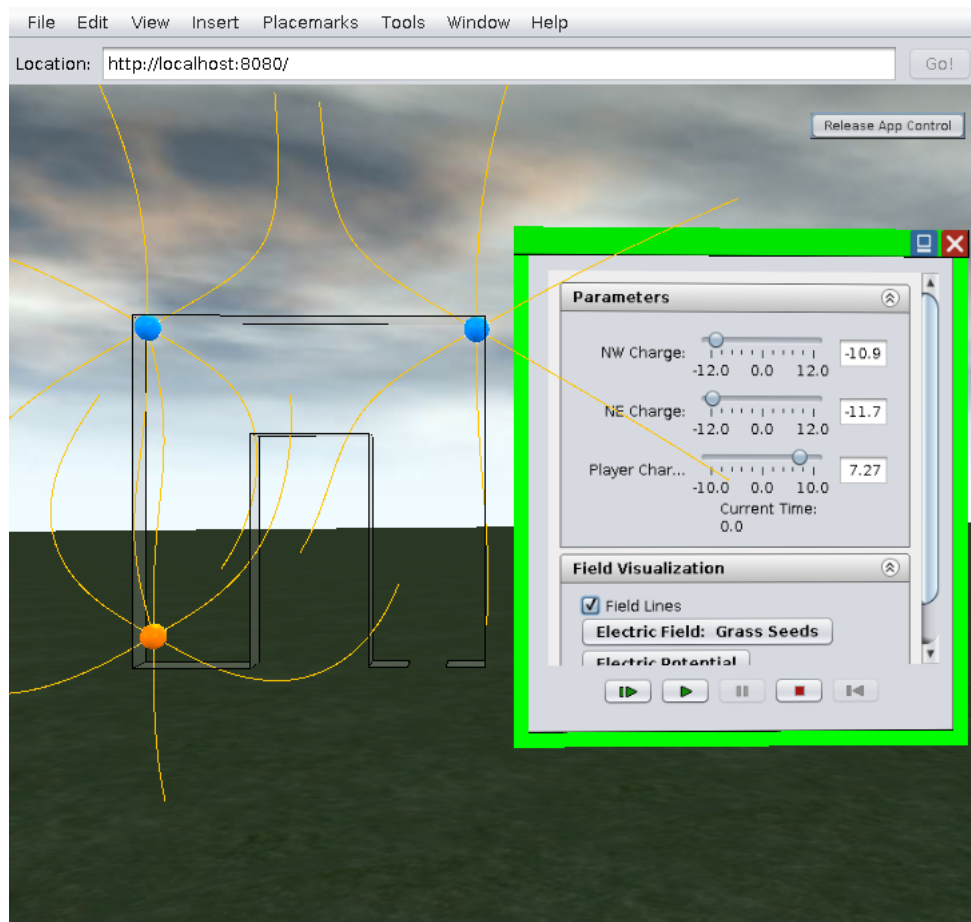 File Edit View Insert Placemarks Tools Window Help
Location: http://localhost:8080/ Go!
Release App Control
Parameters
NW Charge: -10.9
-12.0 0.0 12.0
NE Charge: -11.7
-12.0 0.0 12.0
Player Char... 7.27
-10.0 0.0 10.0
Current Time:
0.0
Field Visualization
Field Lines
Electric Field: Grass Seeds
Electric Potential